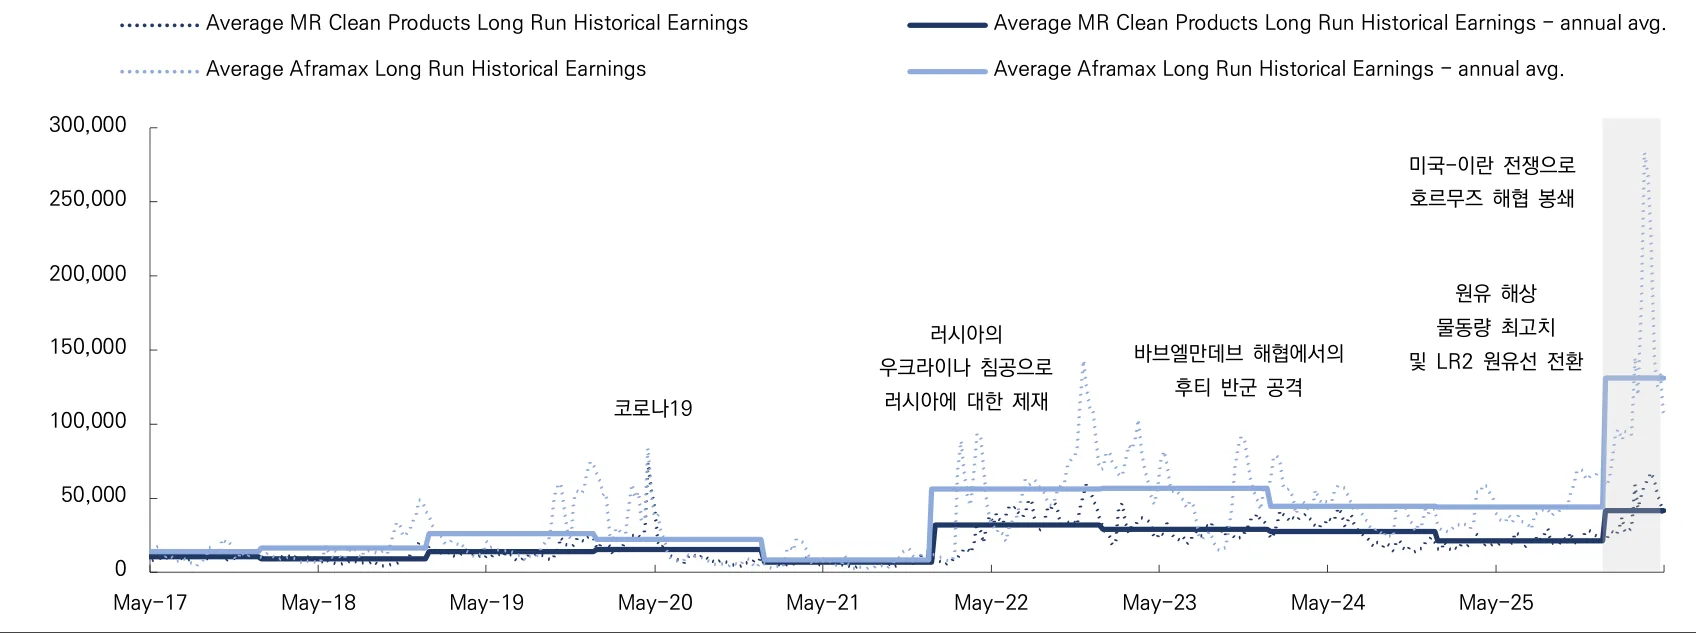 Average MR Clean Products Long Run Historical Earnings
Average MR Clean Products Long Run Historical Earnings – annual avg.
Average Aframax Long Run Historical Earnings
Average Aframax Long Run Historical Earnings – annual avg.
300,000
250,000
200,000
150,000
100,000
50,000
0
미국-이란 전쟁으로
호르무즈 해협 봉쇄
원유 해상
물동량 최고치
및 LR2 원유선 전환
러시아의
우크라이나 침공으로
러시아에 대한 제재
바브엘만데브 해협에서의
후티 반군 공격
코로나19
May-17
May-18
May-19
May-20
May-21
May-22
May-23
May-24
May-25